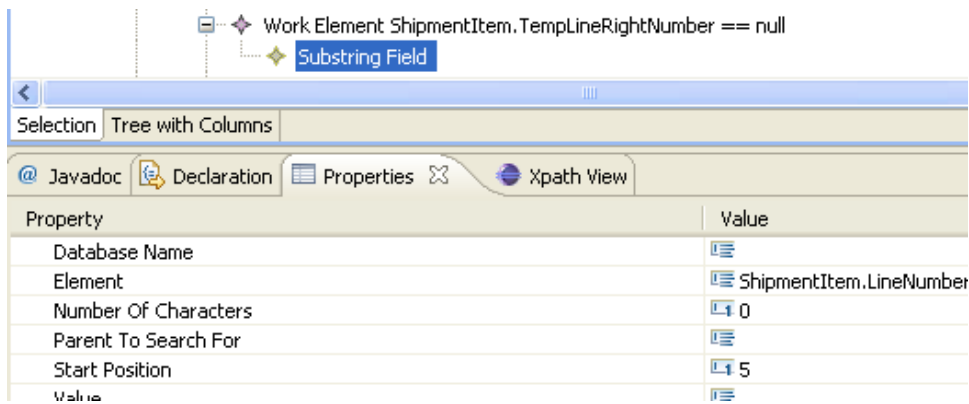 Work Element ShipmentItem.TempLineRightNumber == null
Substring Field
Selection Tree with Columns
@ Javadoc Declaration Properties Xpath View
Property Value
Database Name
Element ShipmentItem.LineNumber
Number Of Characters 0
Parent To Search For
Start Position 5
Value